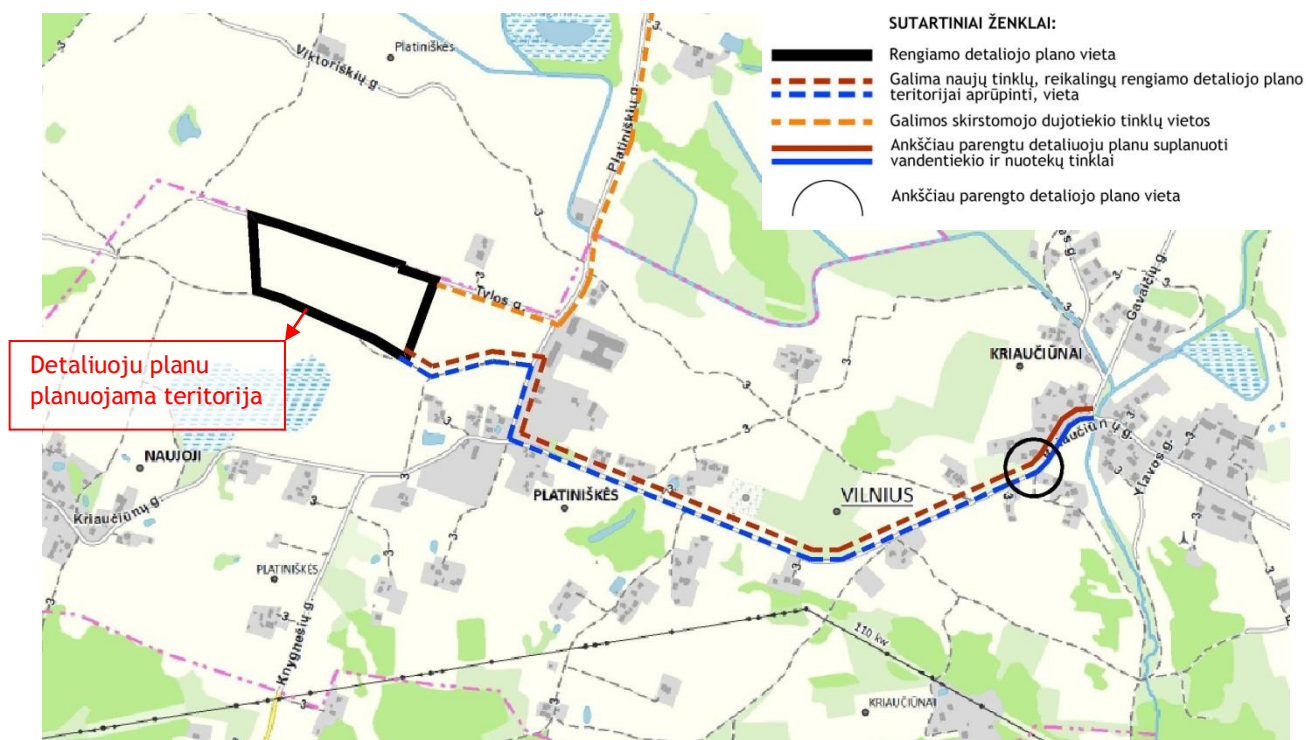 SUTARTINIAI ŽENKLAI:
Rengiamo detaliojo plano vieta
Galima naujų tinklų, reikalingų rengiamo detaliojo plano
teritorijai aprūpinti, vieta
Galimos skirstomojo dujotiekio tinklų vietos
Ankščiau parengtu detaliuoju planu suplanuoti
vandentiekio ir nuotekų tinklai
Ankščiau parengto detaliojo plano vieta
Platiniškės
Viktoriškių g.
Platiniškių g.
Tylos g.
Gavaičių g.
KRIAUČIŪNAI
Detaliuoju planu
planuojama teritorija
Kriaučiūnų g.
NAUJOJI
Ylavos g.
PLATINIŠKĖS
VILNIUS
Kriaučiūnų g.
PLATINIŠKĖS
Knygnešių g.
110 kw
KRIAUČIŪNAI